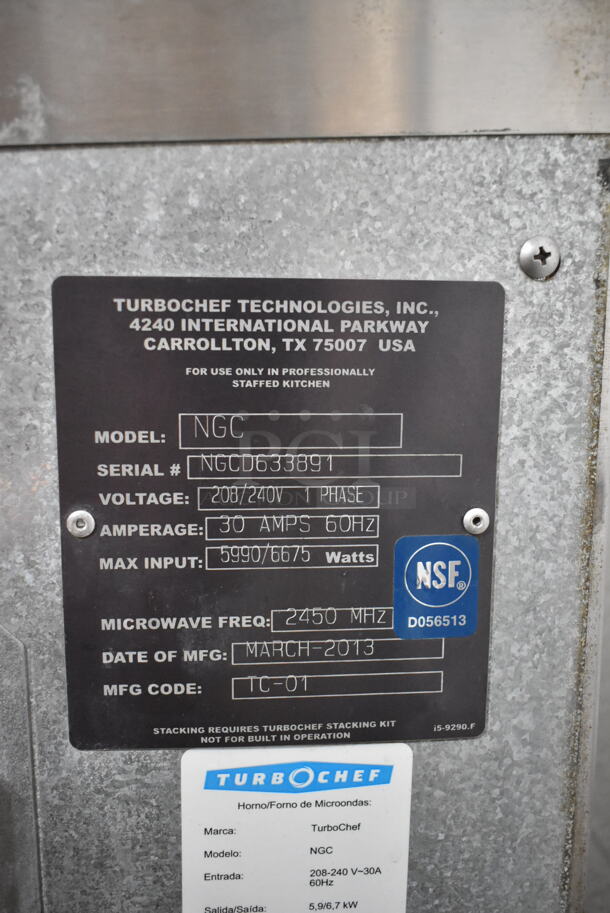 TURBOCHEF TECHNOLOGIES, INC.,
4240 INTERNATIONAL PARKWAY
CARROLLTON, TX 75007 USA
FOR USE ONLY IN PROFESSIONALLY
STAFFED KITCHEN
MODEL: NGC
SERIAL # NGCD633891
VOLTAGE: 208/240V 1 PHASE
AMPERAGE: 30 AMPS 60Hz
MAX INPUT: 5990/6675 Watts
NSF®
D056513
MICROWAVE FREQ: 2450 MHz
DATE OF MFG: MARCH-2013
MFG CODE: TC-01
STACKING REQUIRES TURBOCHEF STACKING KIT
NOT FOR BUILT IN OPERATION
i5-9290.F
TURBOCHEF
Horno/Forno de Microondas:
Marca: TurboChef
Modelo: NGC
Entrada: 208-240 V~30A
60Hz
Salida/Saída: 5,9/6,7 kW